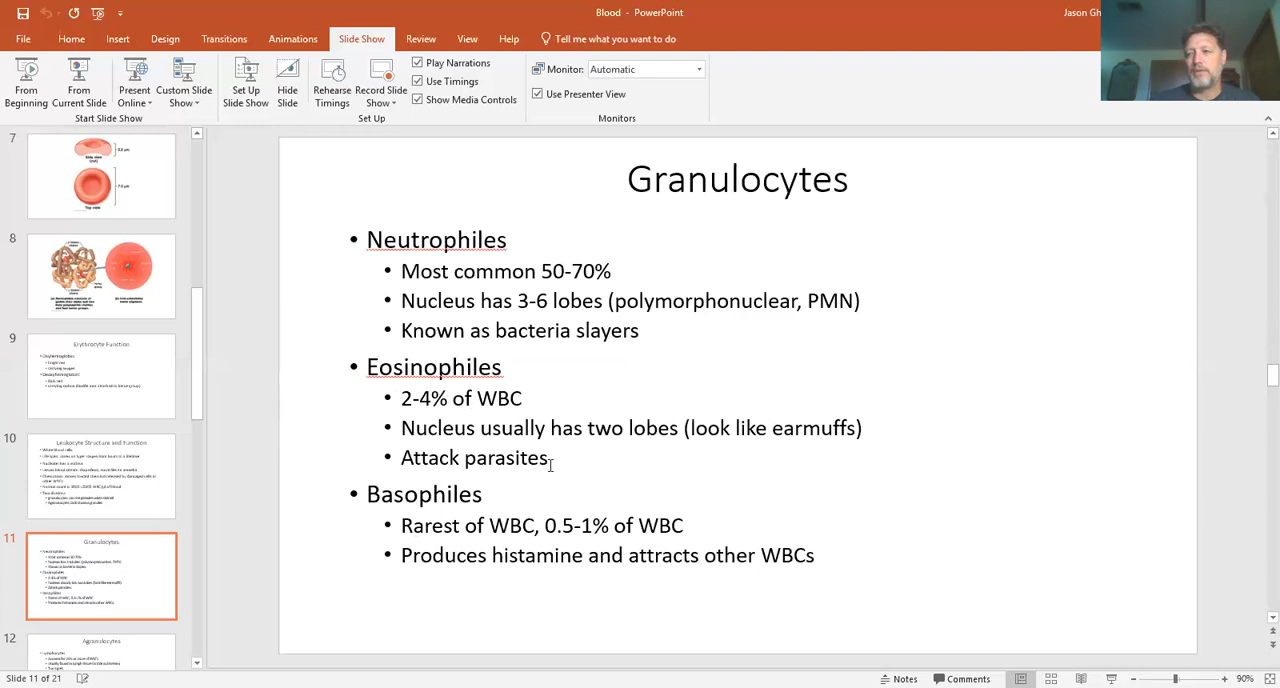 Blood - PowerPoint
Jason Gh
File Home Insert Design Transitions Animations Slide Show Review View Help Tell me what you want to do
From Beginning
From Current Slide
Present Online
Custom Slide Show
Start Slide Show
Set Up Slide Show
Hide Slide
Rehearse Timings
Record Slide Show
Play Narrations
Use Timings
Show Media Controls
Set Up
Monitor: Automatic
Use Presenter View
Monitors
7
Side view
Top view
8
9
Erythrocyte Function
10
Leukocyte Structure and Function
11
Granulocytes
12
Agranulocytes
Granulocytes
• Neutrophiles
• Most common 50-70%
• Nucleus has 3-6 lobes (polymorphonuclear, PMN)
• Known as bacteria slayers
• Eosinophiles
• 2-4% of WBC
• Nucleus usually has two lobes (look like earmuffs)
• Attack parasites
• Basophiles
• Rarest of WBC, 0.5-1% of WBC
• Produces histamine and attracts other WBCs
Slide 11 of 21
Notes
Comments
90%